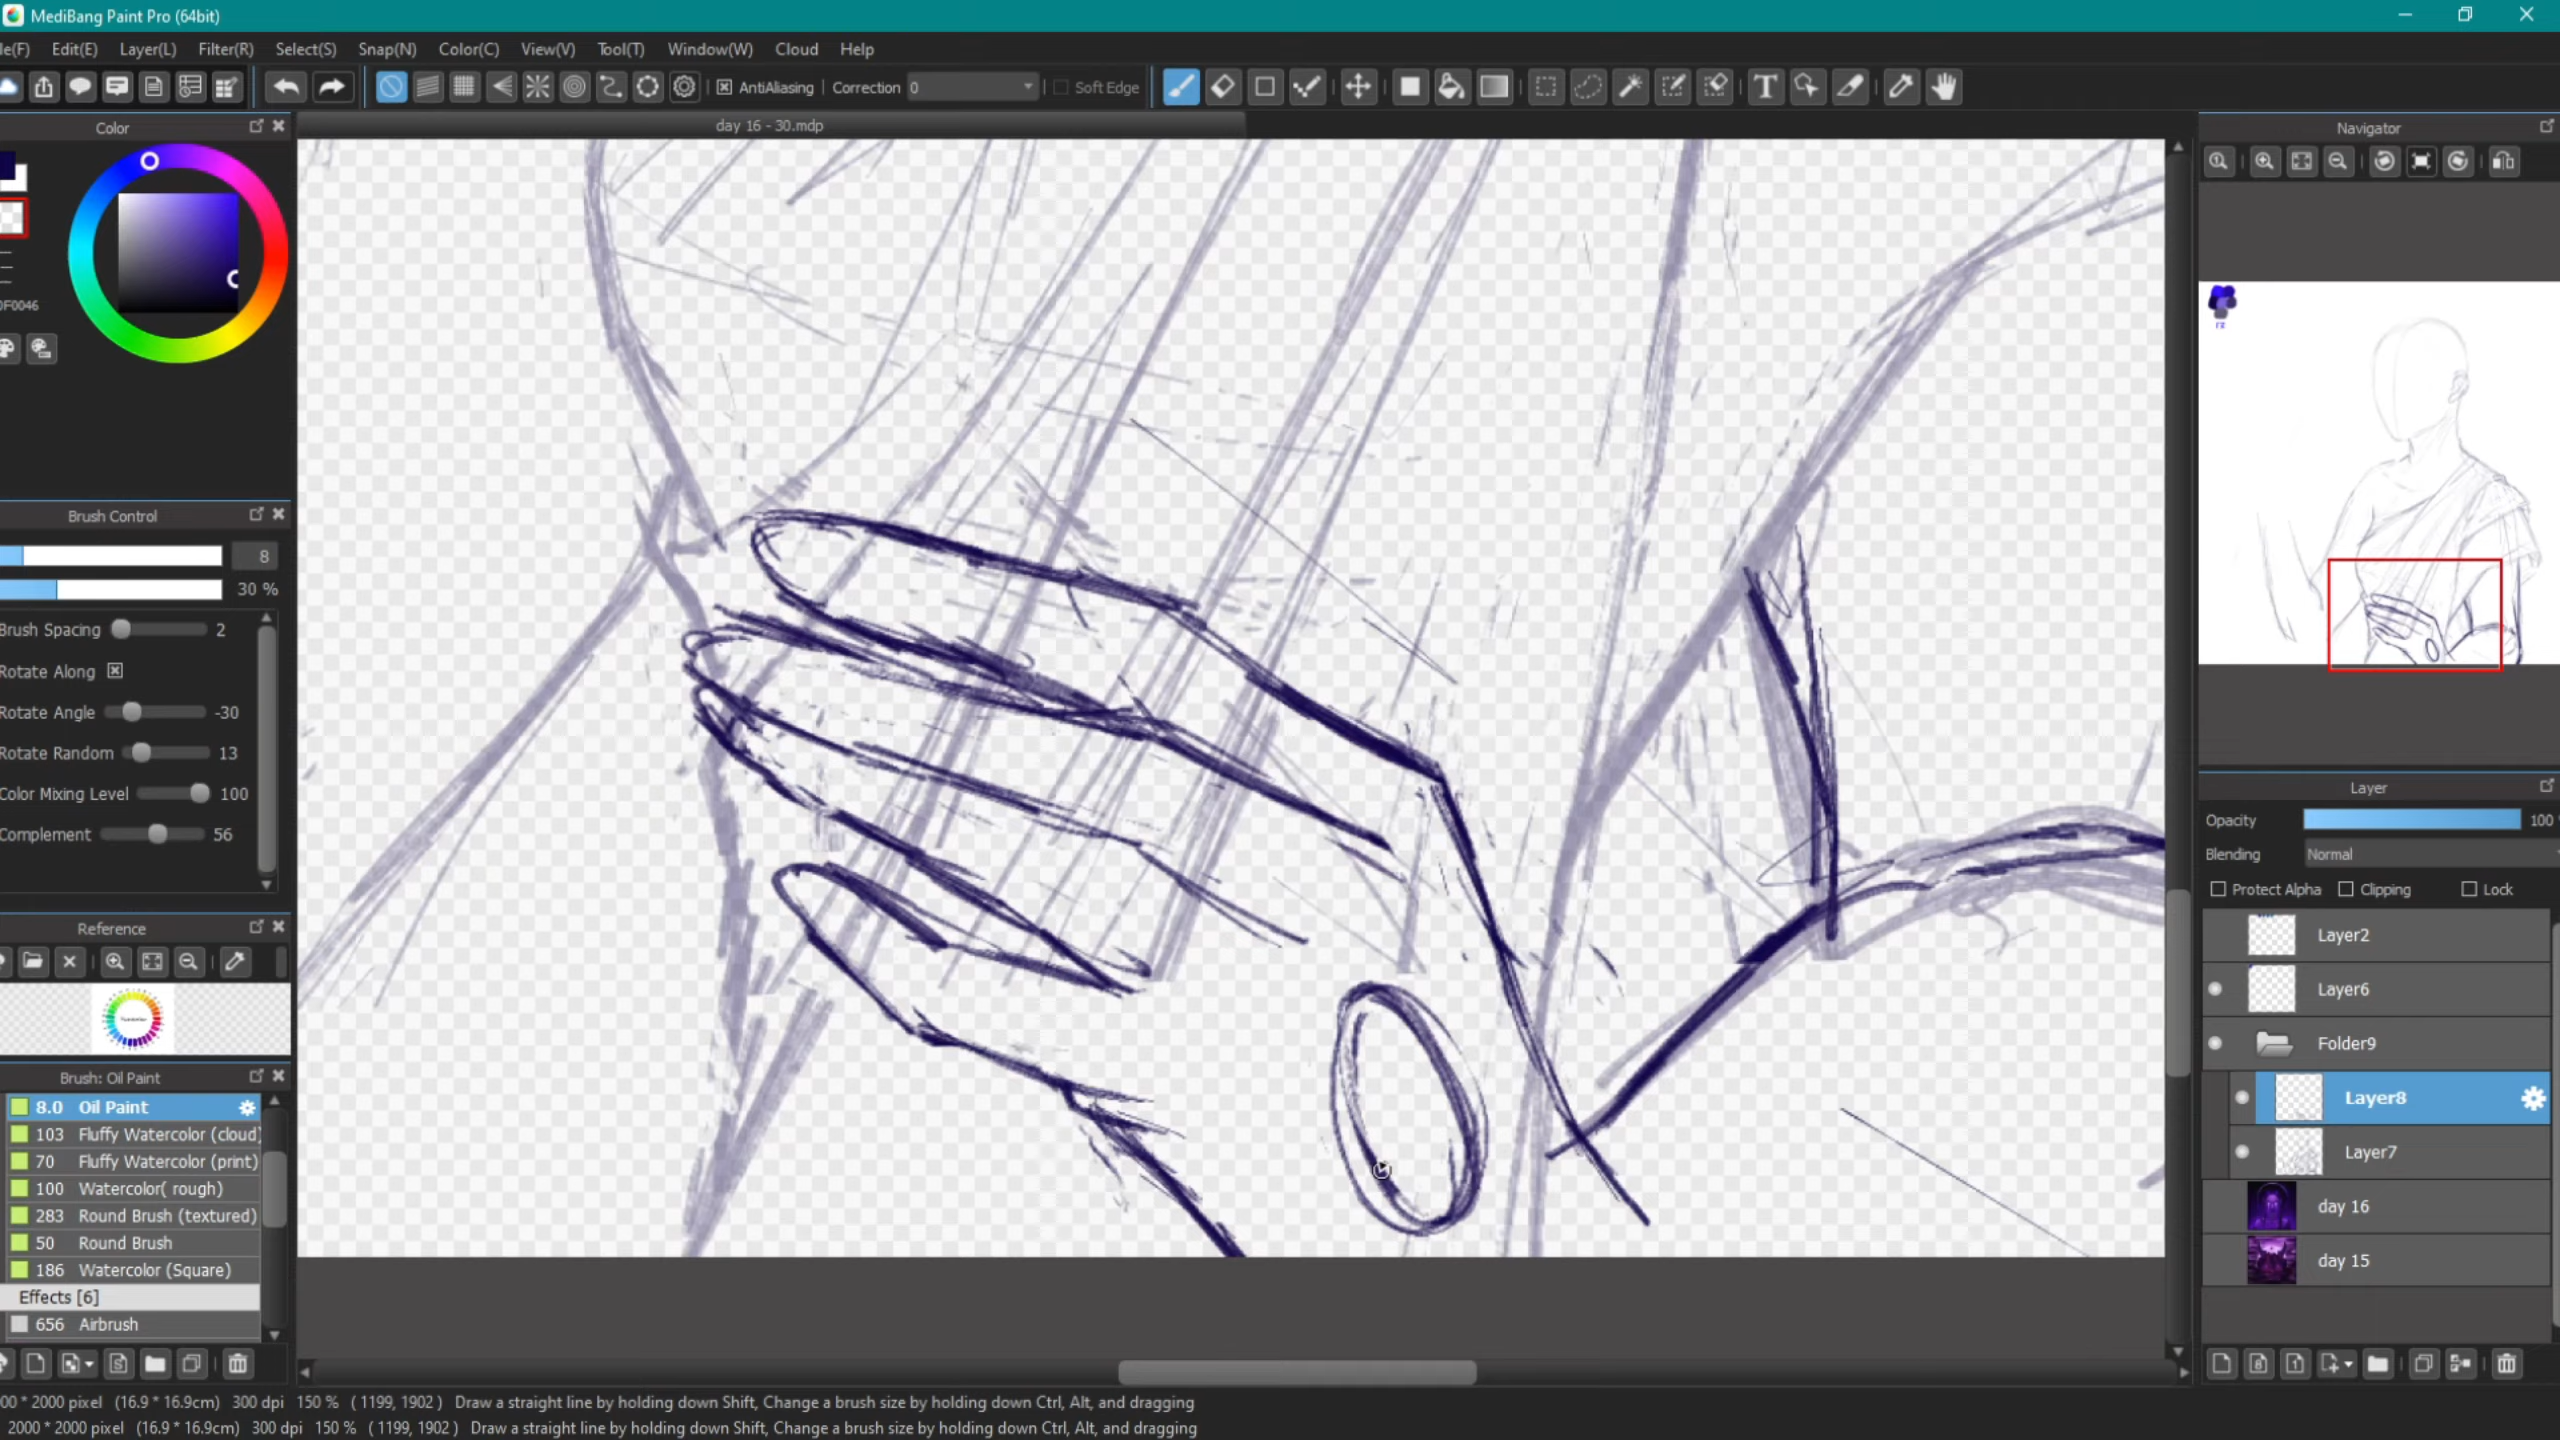 MediBang Paint Pro (64bit)
le(F) Edit(E) Layer(L) Filter(R) Select(S) Snap(N) Color(C) View(V) Tool(T) Window(W) Cloud Help
AntiAliasing Correction 0 Soft Edge
Color
day 16 - 30.mdp
Navigator
0F0046
Brush Control
8
30 %
Brush Spacing 2
Rotate Along
Rotate Angle -30
Rotate Random 13
Color Mixing Level 100
Complement 56
Reference
Brush: Oil Paint
8.0 Oil Paint
103 Fluffy Watercolor (cloud)
70 Fluffy Watercolor (print)
100 Watercolor( rough)
283 Round Brush (textured)
50 Round Brush
186 Watercolor (Square)
Effects [6]
656 Airbrush
Layer
Opacity 100
Blending Normal
Protect Alpha Clipping Lock
Layer2
Layer6
Folder9
Layer8
Layer7
day 16
day 15
00 * 2000 pixel (16.9 * 16.9cm) 300 dpi 150 % ( 1199, 1902 ) Draw a straight line by holding down Shift, Change a brush size by holding down Ctrl, Alt, and dragging
2000 * 2000 pixel (16.9 * 16.9cm) 300 dpi 150 % ( 1199, 1902 ) Draw a straight line by holding down Shift, Change a brush size by holding down Ctrl, Alt, and dragging